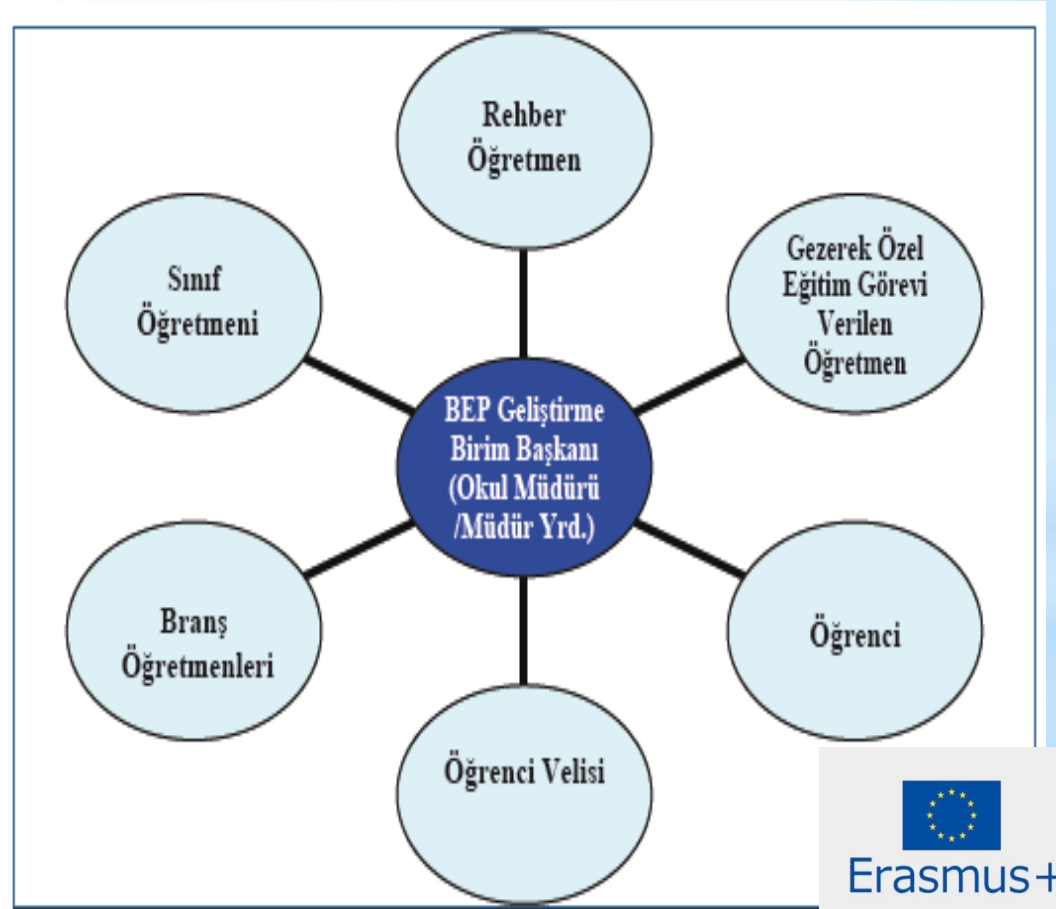 Rehber
Öğretmen
Gezerek Özel
Eğitim Görevi
Verilen
Öğretmen
Sınıf
Öğretmeni
BEP Geliştirme
Birim Başkanı
(Okul Müdürü
/Müdür Yrd.)
Branş
Öğretmenleri
Öğrenci
Öğrenci Velisi
Erasmus+